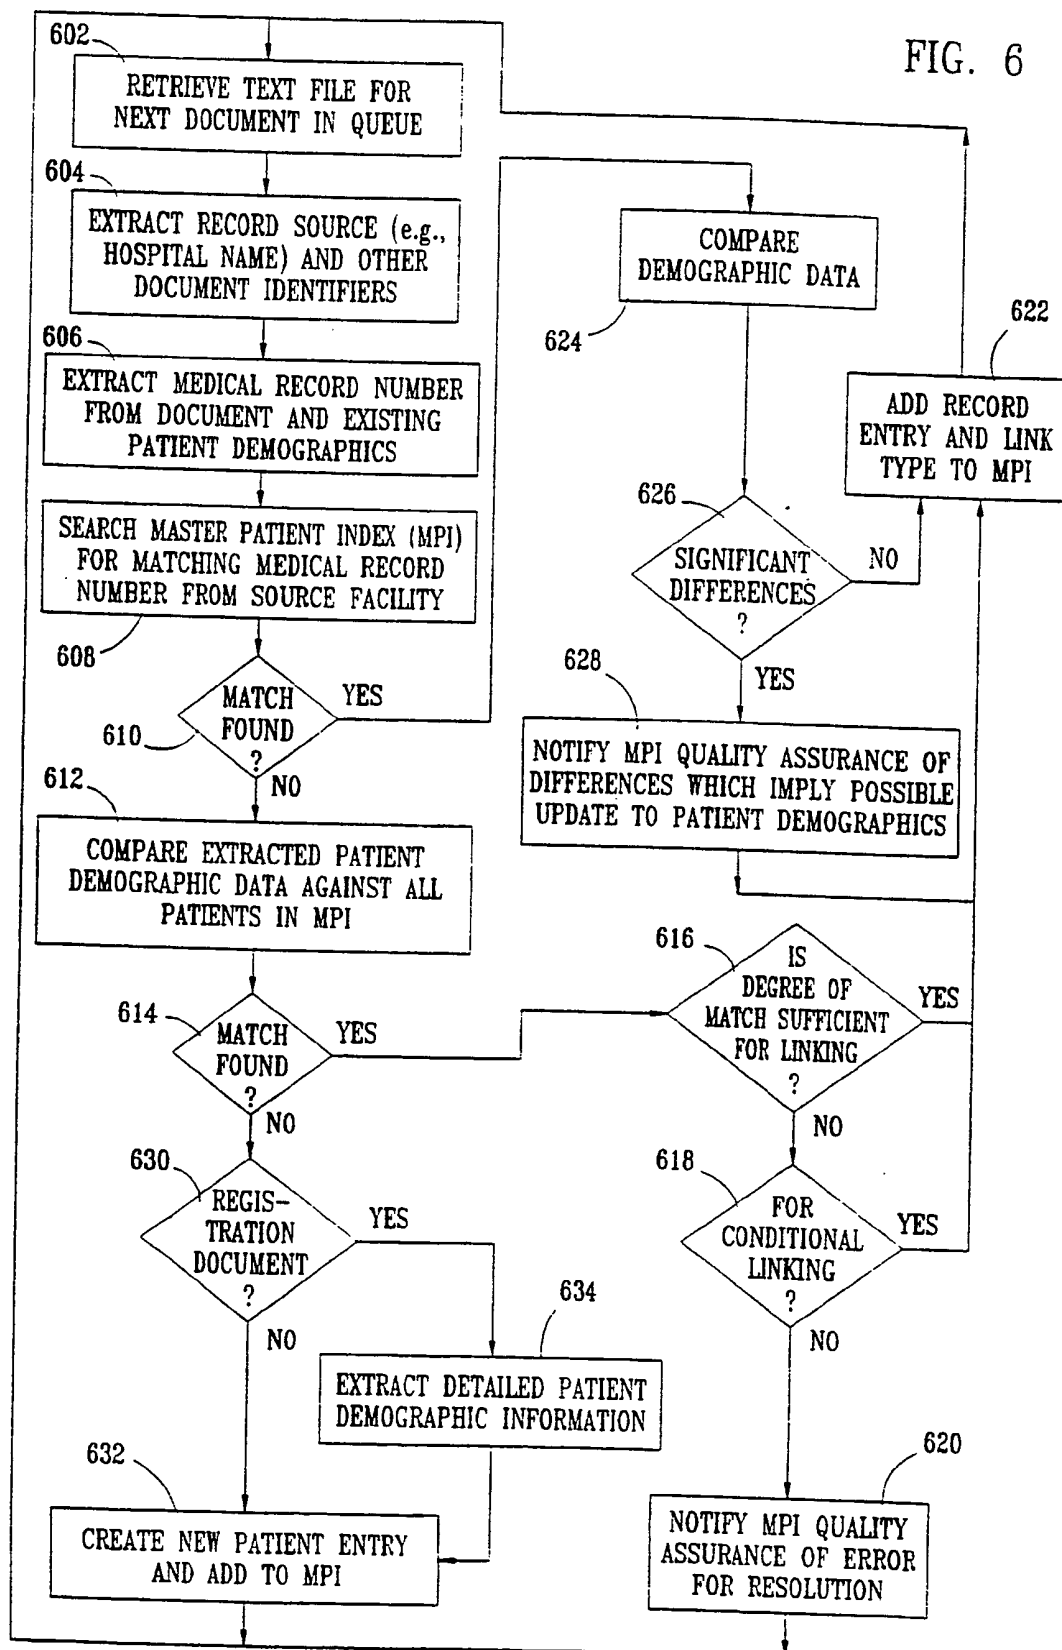 FIG. 6
602
RETRIEVE TEXT FILE FOR
NEXT DOCUMENT IN QUEUE
604
EXTRACT RECORD SOURCE (e.g.,
HOSPITAL NAME) AND OTHER
DOCUMENT IDENTIFIERS
606
EXTRACT MEDICAL RECORD NUMBER
FROM DOCUMENT AND EXISTING
PATIENT DEMOGRAPHICS
SEARCH MASTER PATIENT INDEX (MPI)
FOR MATCHING MEDICAL RECORD
NUMBER FROM SOURCE FACILITY
608
MATCH
FOUND
?
YES
610
NO
612
COMPARE EXTRACTED PATIENT
DEMOGRAPHIC DATA AGAINST ALL
PATIENTS IN MPI
614
MATCH
FOUND
?
YES
NO
630
REGIS-
TRATION
DOCUMENT
?
YES
NO
634
EXTRACT DETAILED PATIENT
DEMOGRAPHIC INFORMATION
632
CREATE NEW PATIENT ENTRY
AND ADD TO MPI
COMPARE
DEMOGRAPHIC DATA
624
622
ADD RECORD
ENTRY AND LINK
TYPE TO MPI
626
SIGNIFICANT
DIFFERENCES
?
NO
YES
628
NOTIFY MPI QUALITY ASSURANCE OF
DIFFERENCES WHICH IMPLY POSSIBLE
UPDATE TO PATIENT DEMOGRAPHICS
616
IS
DEGREE OF
MATCH SUFFICIENT
FOR LINKING
?
YES
NO
618
FOR
CONDITIONAL
LINKING
?
YES
NO
620
NOTIFY MPI QUALITY
ASSURANCE OF ERROR
FOR RESOLUTION